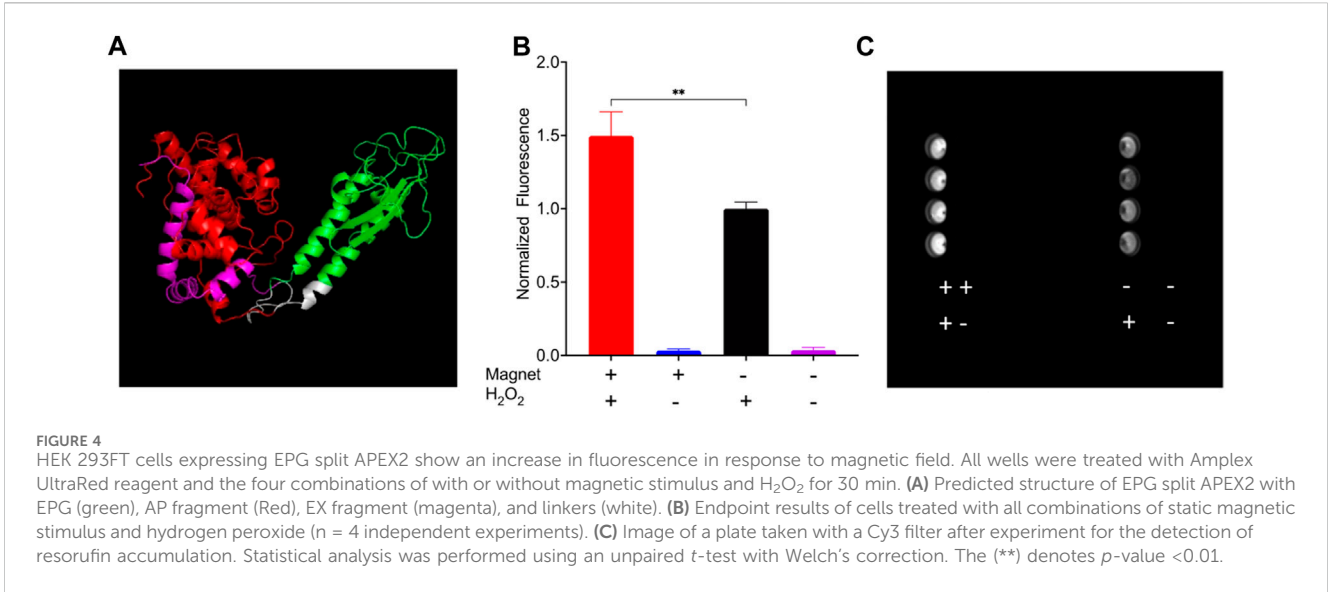 A
B
C
2.0
1.5
1.0
0.5
0.0
Normalized Fluorescence
**
Magnet + + - -
H₂O₂ + - + -
+ + - -
+ - + -
FIGURE 4
HEK 293FT cells expressing EPG split APEX2 show an increase in fluorescence in response to magnetic field. All wells were treated with Amplex
UltraRed reagent and the four combinations of with or without magnetic stimulus and H₂O₂ for 30 min. (A) Predicted structure of EPG split APEX2 with
EPG (green), AP fragment (Red), EX fragment (magenta), and linkers (white). (B) Endpoint results of cells treated with all combinations of static magnetic
stimulus and hydrogen peroxide (n = 4 independent experiments). (C) Image of a plate taken with a Cy3 filter after experiment for the detection of
resorufin accumulation. Statistical analysis was performed using an unpaired t-test with Welch's correction. The (**) denotes p-value <0.01.